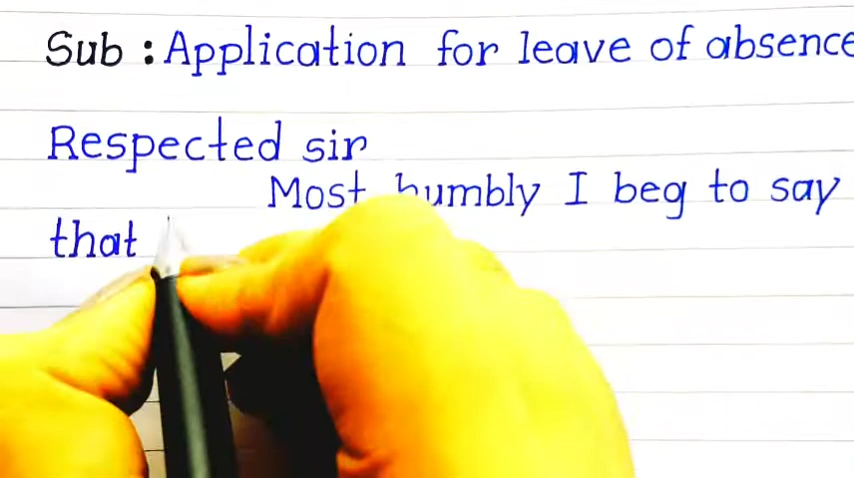 Sub : Application for leave of absence
Respected sir
Most humbly I beg to say
that